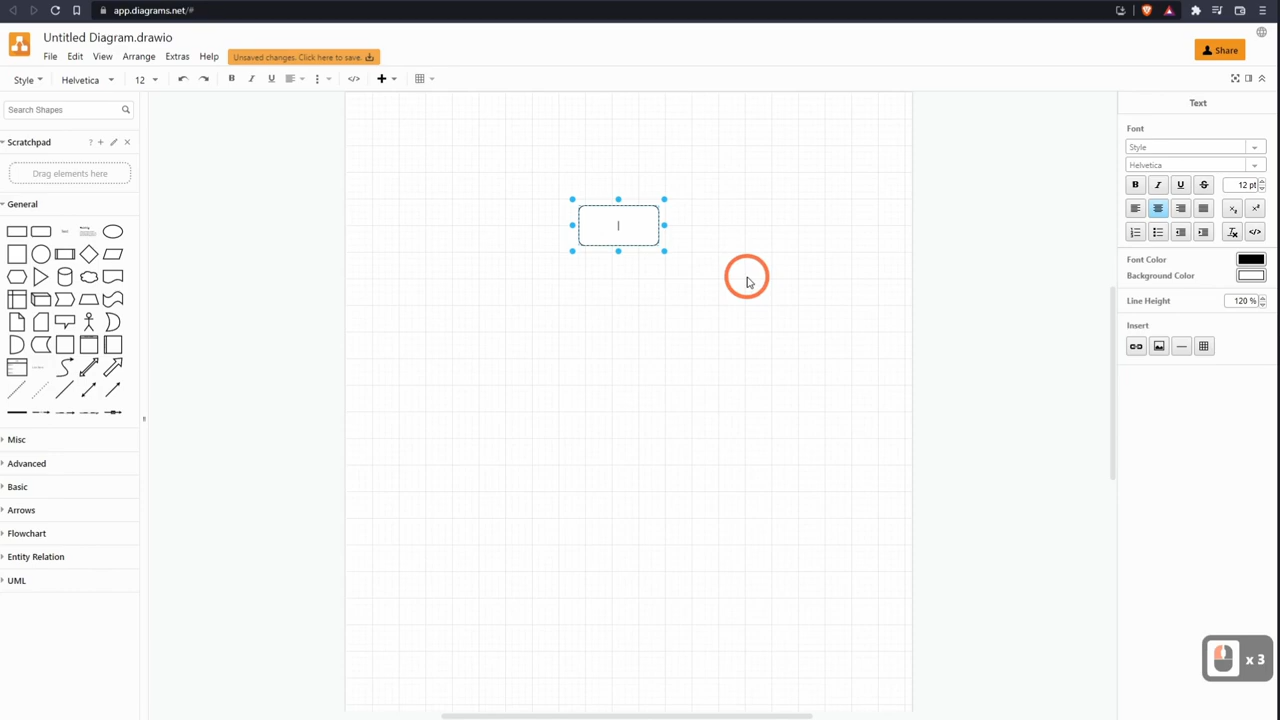 app.diagrams.net/#
Untitled Diagram.drawio
File Edit View Arrange Extras Help
Unsaved changes. Click here to save.
Share
Style Helvetica 12 B I U
Search Shapes
Text
Scratchpad ? + ×
Font
Style
Drag elements here
Helvetica
B I U S 12 pt
General
Text
Font Color
Background Color
Line Height 120 %
Insert
Misc
Advanced
Basic
Arrows
Flowchart
Entity Relation
UML
x 3